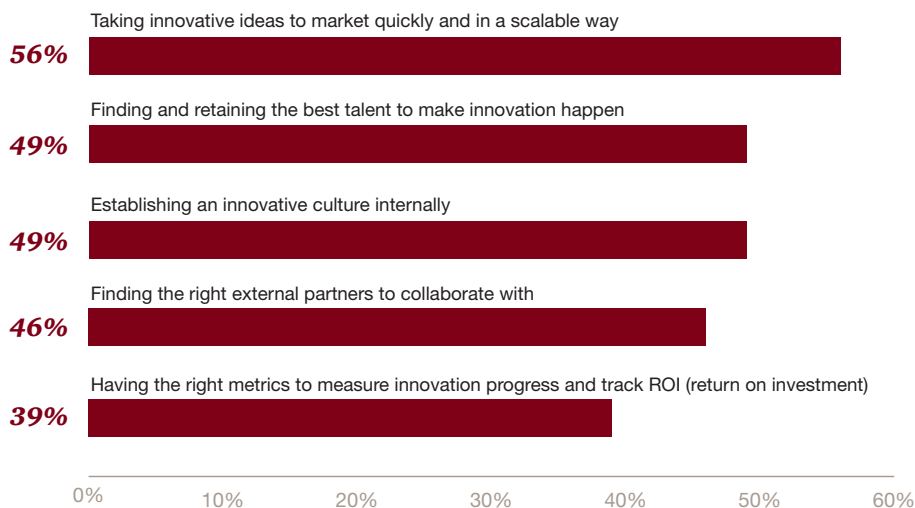 Taking innovative ideas to market quickly and in a scalable way
56%
Finding and retaining the best talent to make innovation happen
49%
Establishing an innovative culture internally
49%
Finding the right external partners to collaborate with
46%
Having the right metrics to measure innovation progress and track ROI (return on investment)
39%
0% 10% 20% 30% 40% 50% 60%